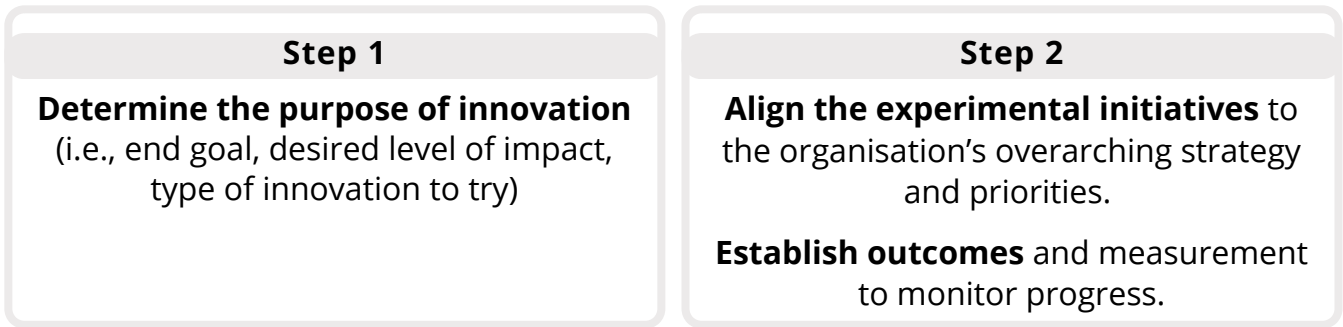 Step 1
Determine the purpose of innovation
(i.e., end goal, desired level of impact,
type of innovation to try)
Step 2
Align the experimental initiatives to
the organisation’s overarching strategy
and priorities.
Establish outcomes and measurement
to monitor progress.